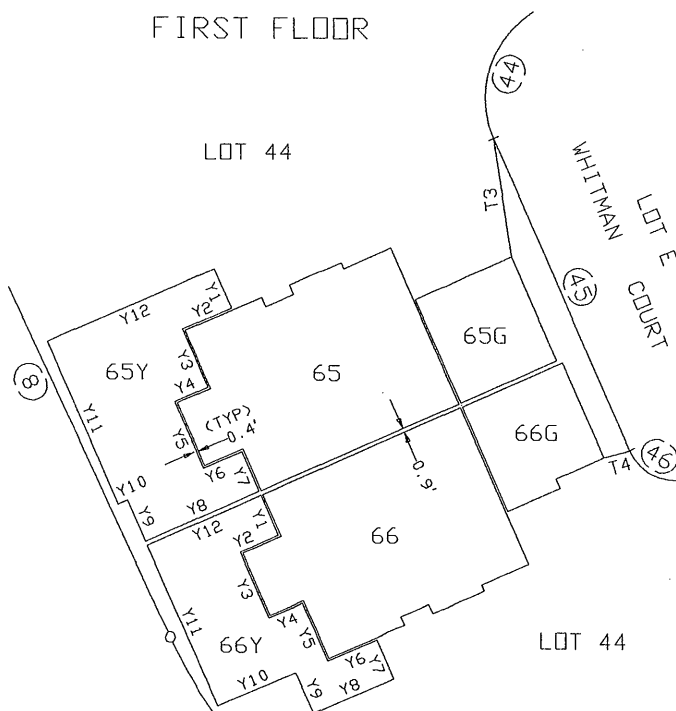 FIRST FLOOR
44
LOT 44
LOT E
WHITMAN COURT
T3
45
Y12
Y1
Y2
65Y
Y3
65
65G
8
Y4
(TYP)
0.4'
Y5
Y11
Y6
Y7
66G
0.9'
46
T4
Y10
Y9
Y8
Y12
Y1
Y2
66
Y3
Y4
Y11
66Y
Y5
LOT 44
Y6
Y7
Y10
Y9
Y8